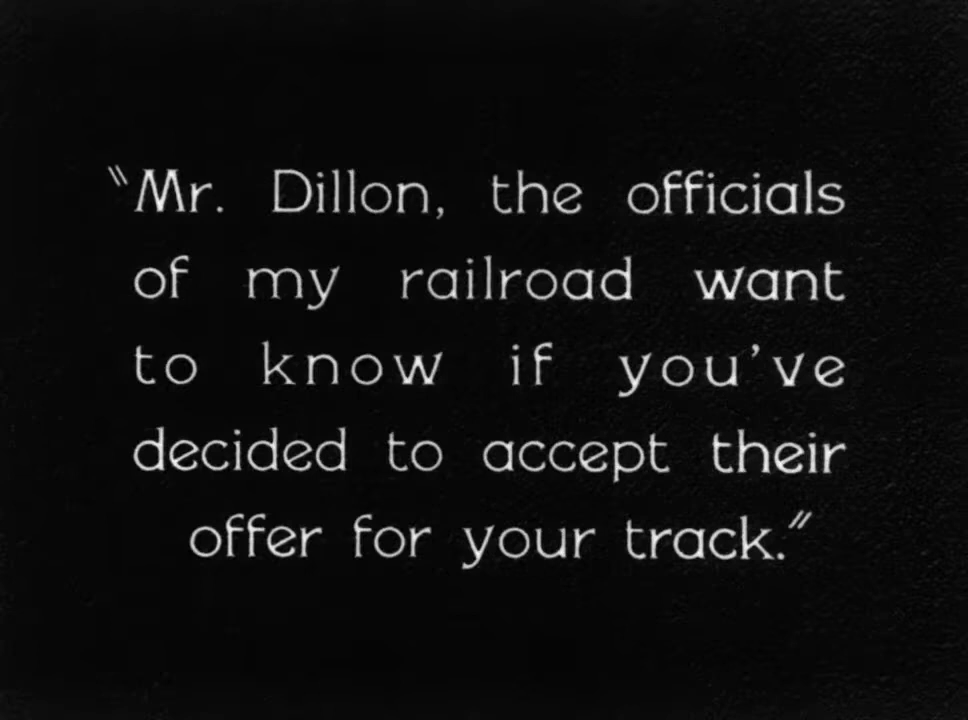 "Mr. Dillon, the officials
of my railroad want
to know if you've
decided to accept their
offer for your track."